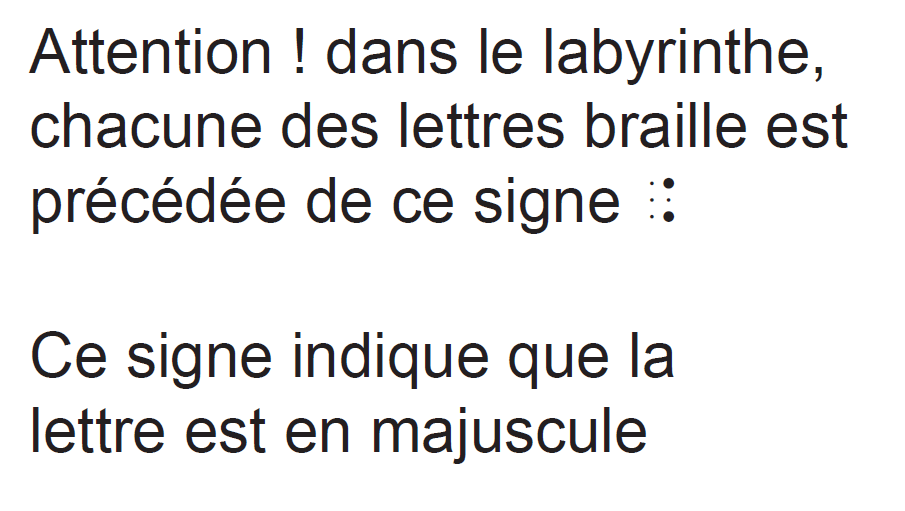 Attention ! dans le labyrinthe,
chacune des lettres braille est
précédée de ce signe ⠨
Ce signe indique que la
lettre est en majuscule